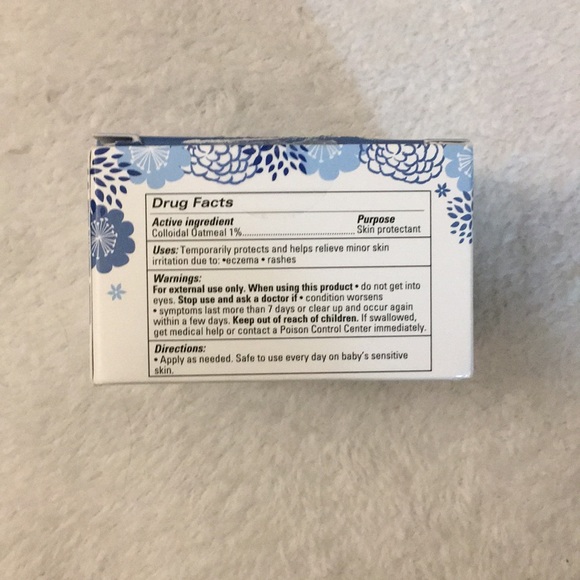 Drug Facts
Active ingredient Purpose
Colloidal Oatmeal 1%........................................Skin protectant
Uses: Temporarily protects and helps relieve minor skin
irritation due to: •eczema • rashes
Warnings:
For external use only. When using this product • do not get into
eyes. Stop use and ask a doctor if • condition worsens
• symptoms last more than 7 days or clear up and occur again
within a few days. Keep out of reach of children. If swallowed,
get medical help or contact a Poison Control Center immediately.
Directions:
• Apply as needed. Safe to use every day on baby's sensitive
skin.